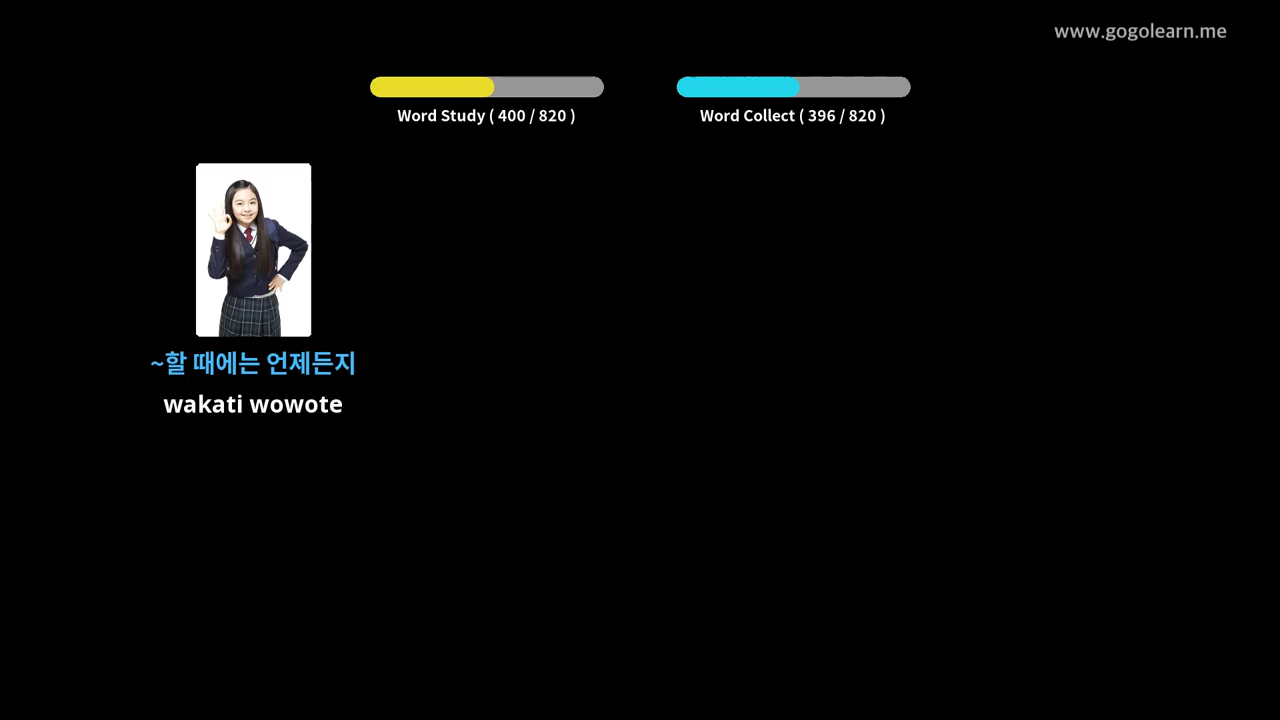 www.gogolearn.me
Word Study ( 400 / 820 )
Word Collect ( 396 / 820 )
~할 때에는 언제든지
wakati wowote